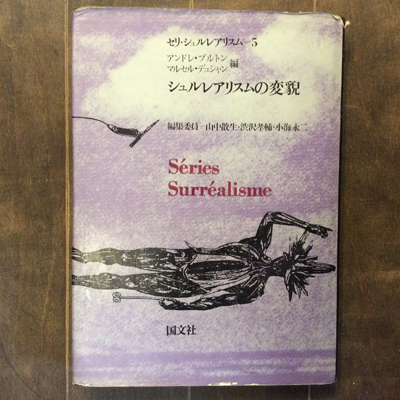 セリ・シュルレアリスム―3
アンドレ・ブルトン
マルセル・デュシャン 編
シュルレアリスムの変貌
編集委員―山中散生・渋沢孝輔・小海永二
Séries
Surréalisme
国文社